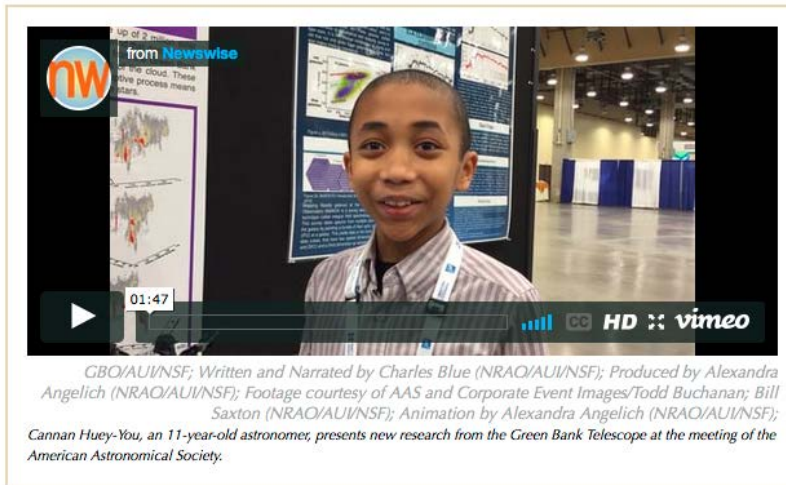 up of 2
nw
from Newswise
or the cloud. These
ptive process means
stars.
01:47
CC HD vimeo
GBO/AUI/NSF; Written and Narrated by Charles Blue (NRAO/AUI/NSF); Produced by Alexandra
Angelich (NRAO/AUI/NSF); Footage courtesy of AAS and Corporate Event Images/Todd Buchanan; Bill
Saxton (NRAO/AUI/NSF); Animation by Alexandra Angelich (NRAO/AUI/NSF);
Cannan Huey-You, an 11-year-old astronomer, presents new research from the Green Bank Telescope at the meeting of the
American Astronomical Society.